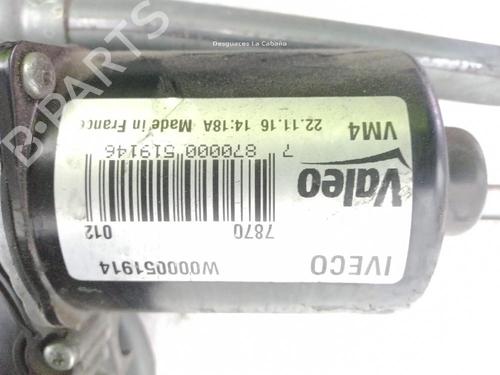 Desguaces La Cabaña
B-PARTS
IVECO
W000051914
7870
012
7 870000 519146
Valeo
VM4
22.11.16 14:18A Made in France